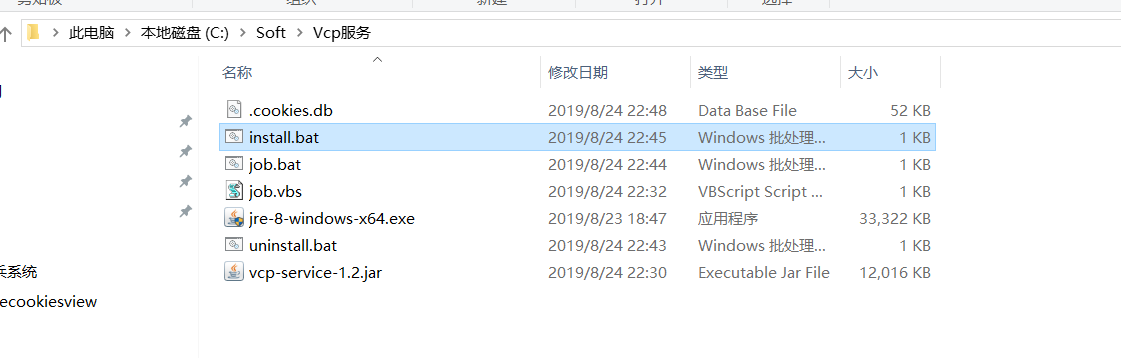 此电脑 > 本地磁盘 (C:) > Soft > Vcp服务
名称 修改日期 类型 大小
.cookies.db 2019/8/24 22:48 Data Base File 52 KB
install.bat 2019/8/24 22:45 Windows 批处理... 1 KB
job.bat 2019/8/24 22:44 Windows 批处理... 1 KB
job.vbs 2019/8/24 22:32 VBScript Script ... 1 KB
jre-8-windows-x64.exe 2019/8/23 18:47 应用程序 33,322 KB
uninstall.bat 2019/8/24 22:43 Windows 批处理... 1 KB
vcp-service-1.2.jar 2019/8/24 22:30 Executable Jar File 12,016 KB
兵系统
ecookiesview